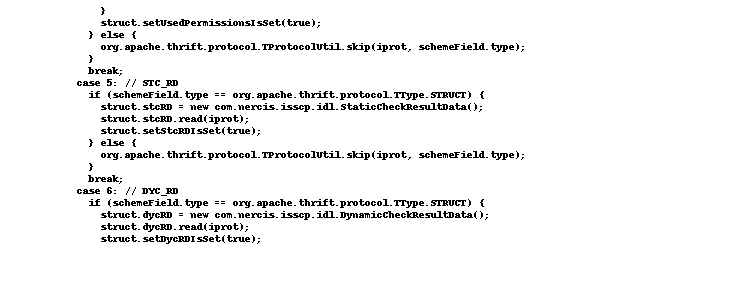 }
struct.setUsedPermissionsIsSet(true);
} else {
org.apache.thrift.protocol.TProtocolUtil.skip(iprot, schemeField.type);
}
break;
case 5: // STC_RD
if (schemeField.type == org.apache.thrift.protocol.TType.STRUCT) {
struct.stcRD = new com.nercis.isscp.idl.StaticCheckResultData();
struct.stcRD.read(iprot);
struct.setStcRDIsSet(true);
} else {
org.apache.thrift.protocol.TProtocolUtil.skip(iprot, schemeField.type);
}
break;
case 6: // DYC_RD
if (schemeField.type == org.apache.thrift.protocol.TType.STRUCT) {
struct.dycRD = new com.nercis.isscp.idl.DynamicCheckResultData();
struct.dycRD.read(iprot);
struct.setDycRDIsSet(true);